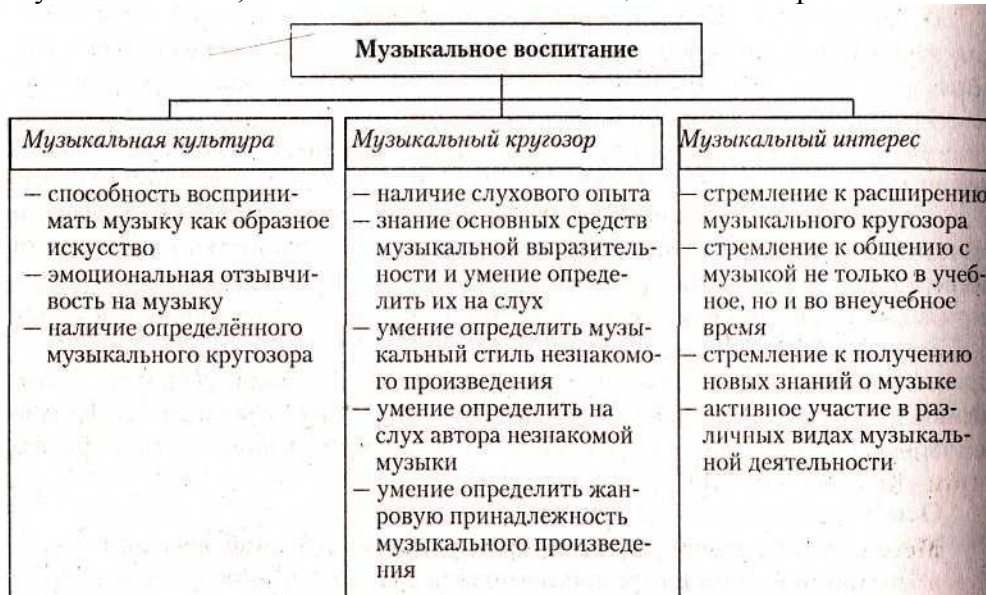 Музыкальное воспитание
Музыкальная культура
— способность восприни-
мать музыку как образное
искусство
— эмоциональная отзывчи-
вость на музыку
— наличие определённого
музыкального кругозора
Музыкальный кругозор
— наличие слухового опыта
— знание основных средств
музыкальной выразитель-
ности и умение опреде-
лить их на слух
— умение определить музы-
кальный стиль незнакомо-
го произведения
— умение определить на
слух автора незнакомой
музыки
— умение определить жан-
ровую принадлежность
музыкального произведе-
ния
Музыкальный интерес
— стремление к расширению
музыкального кругозора
— стремление к общению с
музыкой не только в учеб-
ное, но и во внеучебное
время
— стремление к получению
новых знаний о музыке
— активное участие в раз-
личных видах музыкаль-
ной деятельности